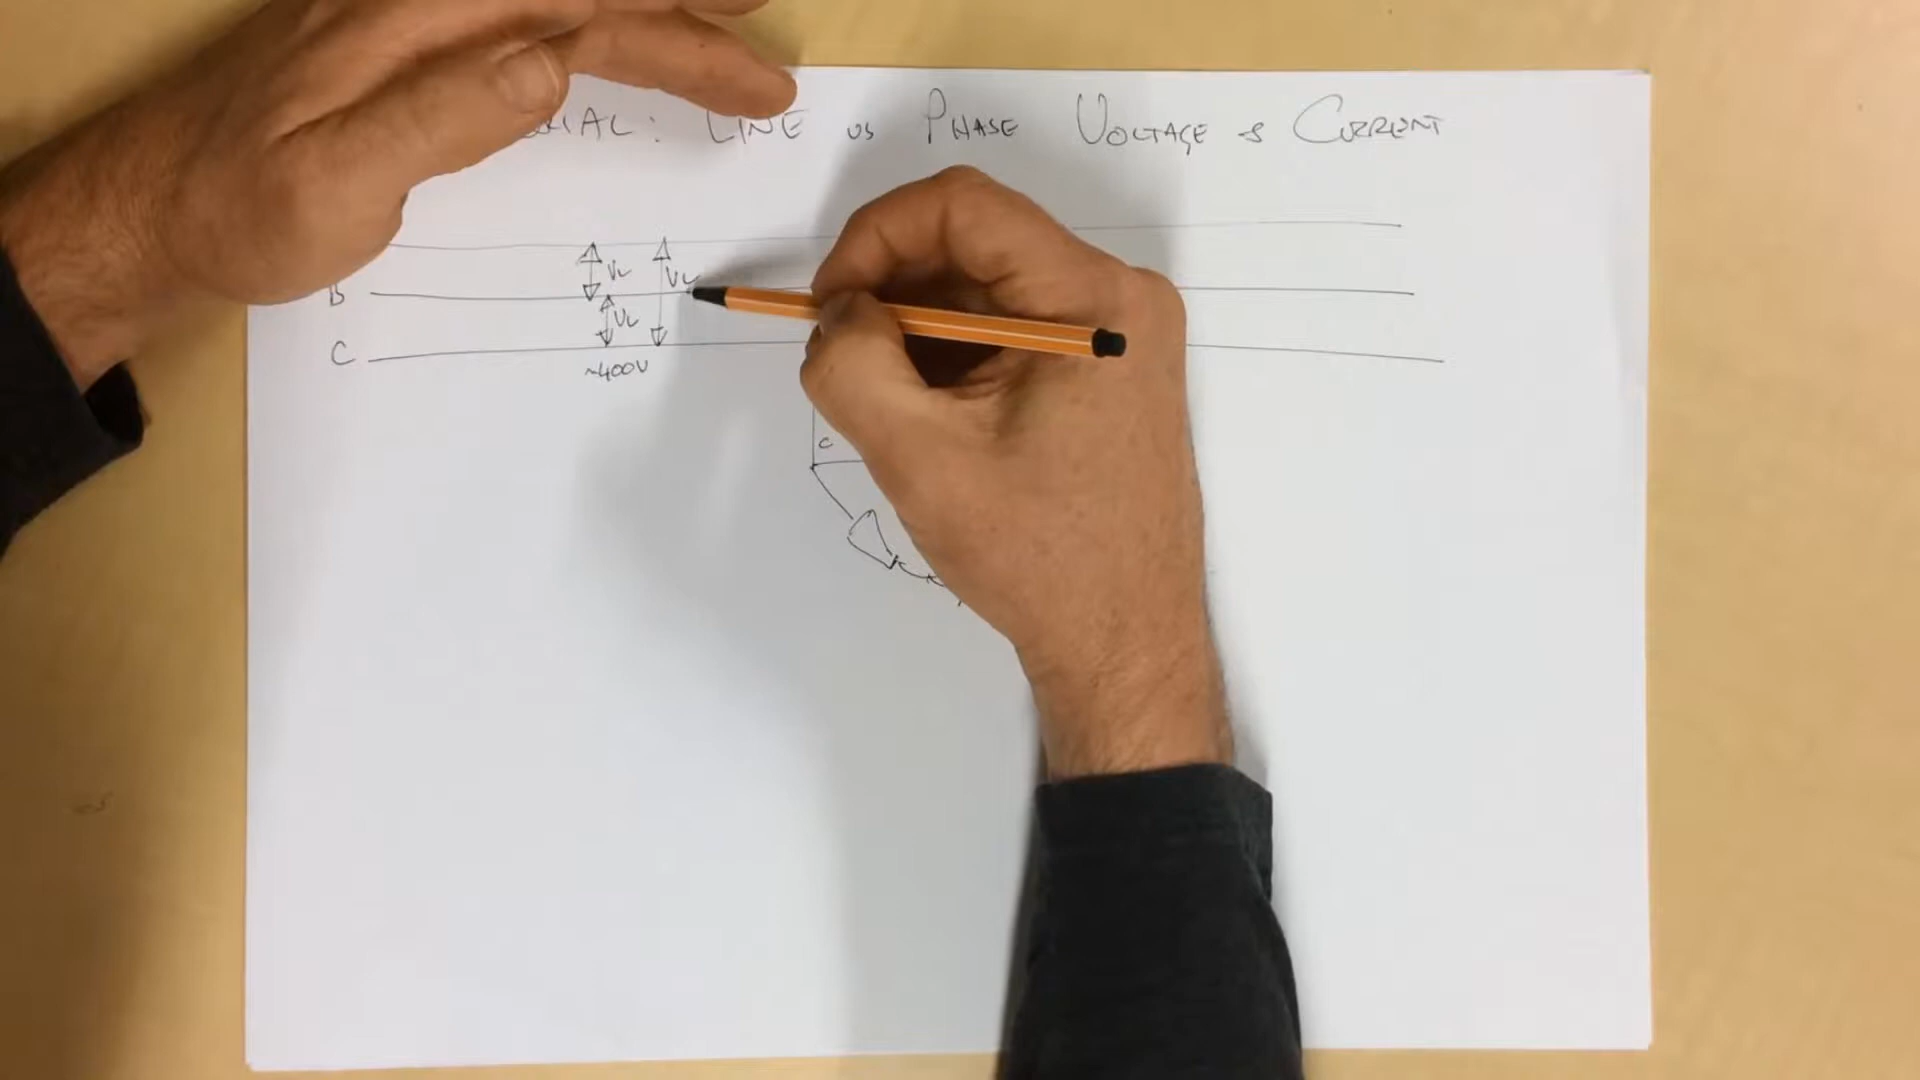 : LINE vs PHASE VOLTAGE & CURRENT
VL VL
B
VL
C
~400V
C